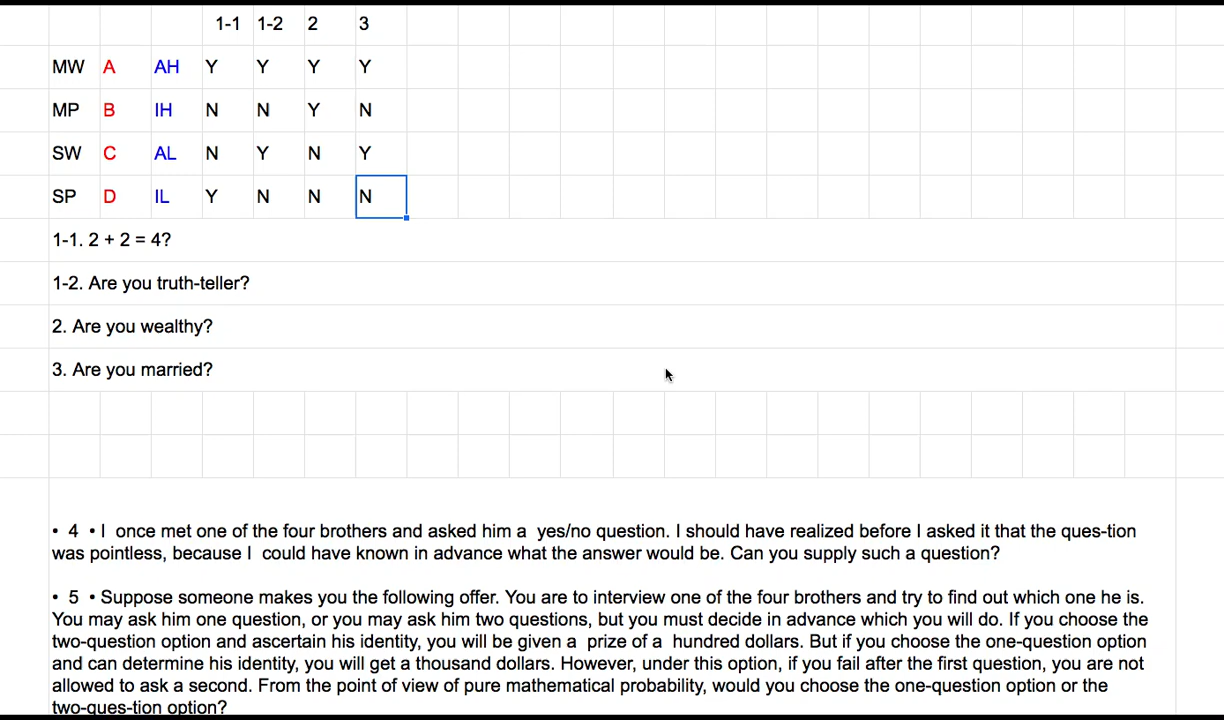 1-1 1-2 2 3
MW A AH Y Y Y Y
MP B IH N N Y N
SW C AL N Y N Y
SP D IL Y N N N
1-1. 2 + 2 = 4?
1-2. Are you truth-teller?
2. Are you wealthy?
3. Are you married?
• 4 • I once met one of the four brothers and asked him a yes/no question. I should have realized before I asked it that the ques-tion
was pointless, because I could have known in advance what the answer would be. Can you supply such a question?
• 5 • Suppose someone makes you the following offer. You are to interview one of the four brothers and try to find out which one he is.
You may ask him one question, or you may ask him two questions, but you must decide in advance which you will do. If you choose the
two-question option and ascertain his identity, you will be given a prize of a hundred dollars. But if you choose the one-question option
and can determine his identity, you will get a thousand dollars. However, under this option, if you fail after the first question, you are not
allowed to ask a second. From the point of view of pure mathematical probability, would you choose the one-question option or the
two-ques-tion option?